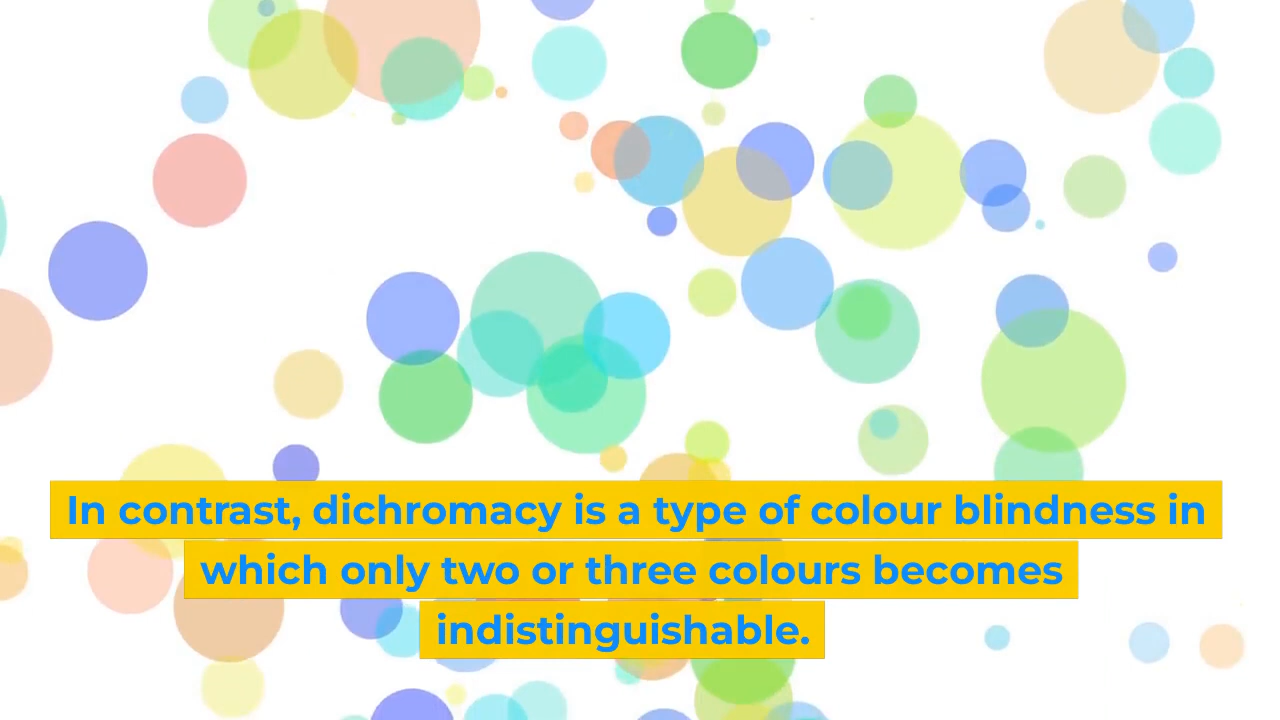 In contrast, dichromacy is a type of colour blindness in
which only two or three colours becomes
indistinguishable.